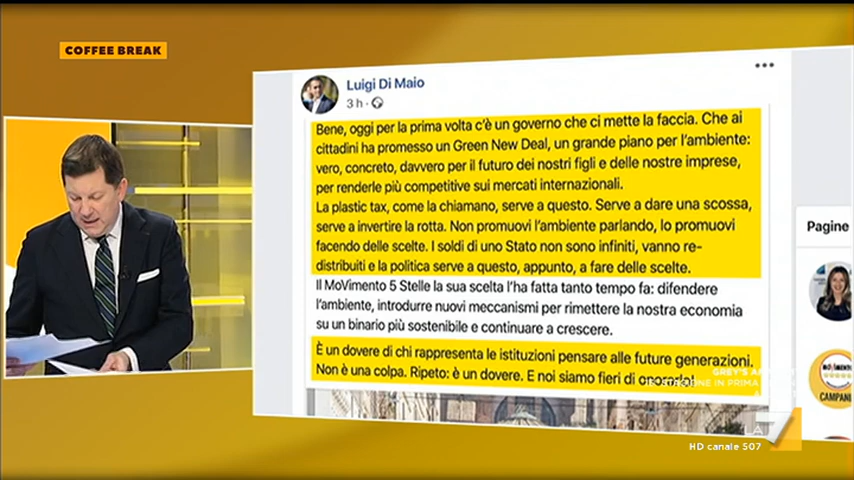 COFFEE BREAK
Luigi Di Maio
3 h
Bene, oggi per la prima volta c'è un governo che ci mette la faccia. Che ai
cittadini ha promesso un Green New Deal, un grande piano per l'ambiente:
vero, concreto, davvero per il futuro dei nostri figli e delle nostre imprese,
per renderle più competitive sui mercati internazionali.
La plastic tax, come la chiamano, serve a questo. Serve a dare una scossa,
serve a invertire la rotta. Non promuovi l'ambiente parlando, lo promuovi
facendo delle scelte. I soldi di uno Stato non sono infiniti, vanno re-
distribuiti e la politica serve a questo, appunto, a fare delle scelte.
Il MoVimento 5 Stelle la sua scelta l'ha fatta tanto tempo fa: difendere
l'ambiente, introdurre nuovi meccanismi per rimettere la nostra economia
su un binario più sostenibile e continuare a crescere.
È un dovere di chi rappresenta le istituzioni pensare alle future generazioni.
Non è una colpa. Ripeto: è un dovere. E noi siamo fieri di onorarlo!
Pagine
CAMPANI
GREY'S
IN PRIMA
LA7
HD canale 507